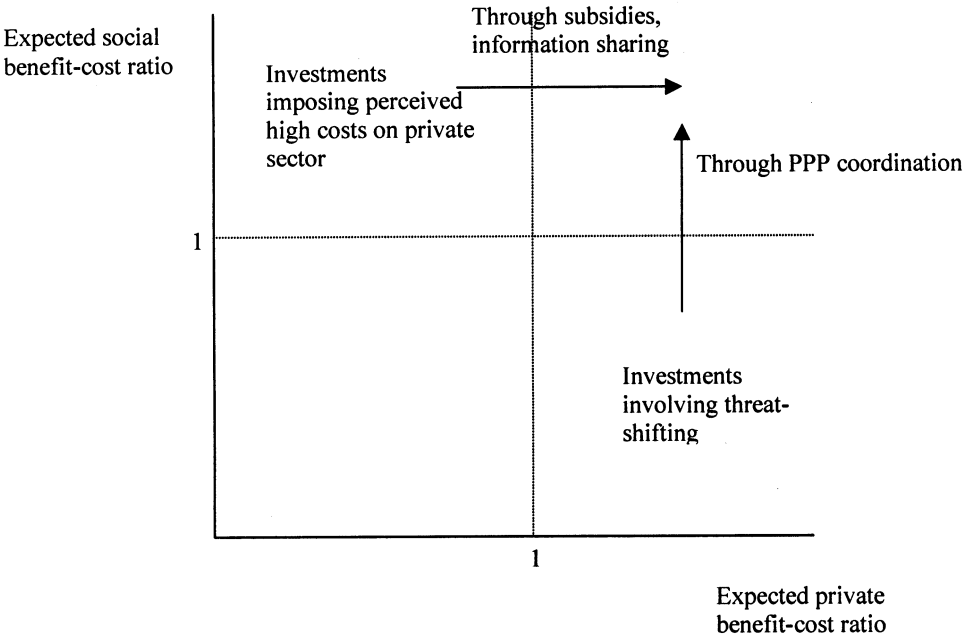 Expected social
benefit-cost ratio
Through subsidies,
information sharing
Investments
imposing perceived
high costs on private
sector
Through PPP coordination
1
Investments
involving threat-
shifting
1
Expected private
benefit-cost ratio